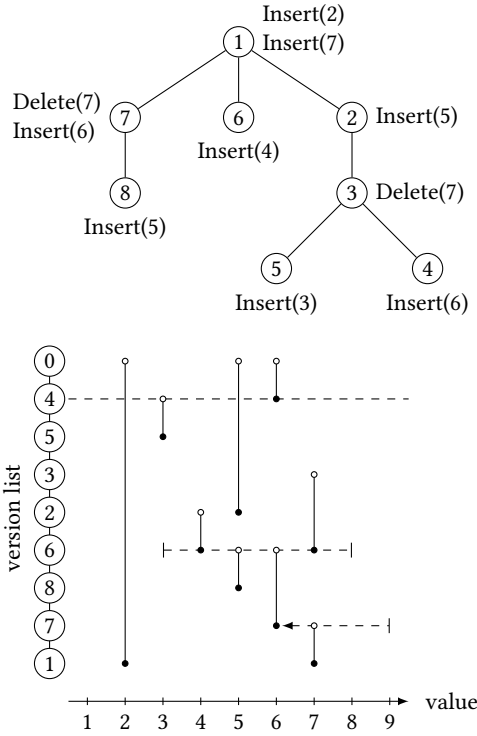 Insert(2)
1 Insert(7)
Delete(7)
7 6 2 Insert(5)
Insert(6)
Insert(4)
8 3 Delete(7)
Insert(5)
5 4
Insert(3) Insert(6)
version list
0
4
5
3
2
6
8
7
1
value
1 2 3 4 5 6 7 8 9